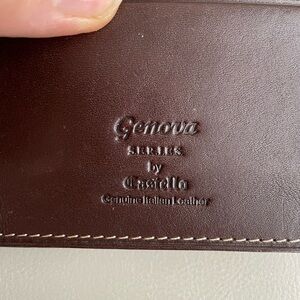 Genova
SERIES
by
Castello
Genuine Italian Leather